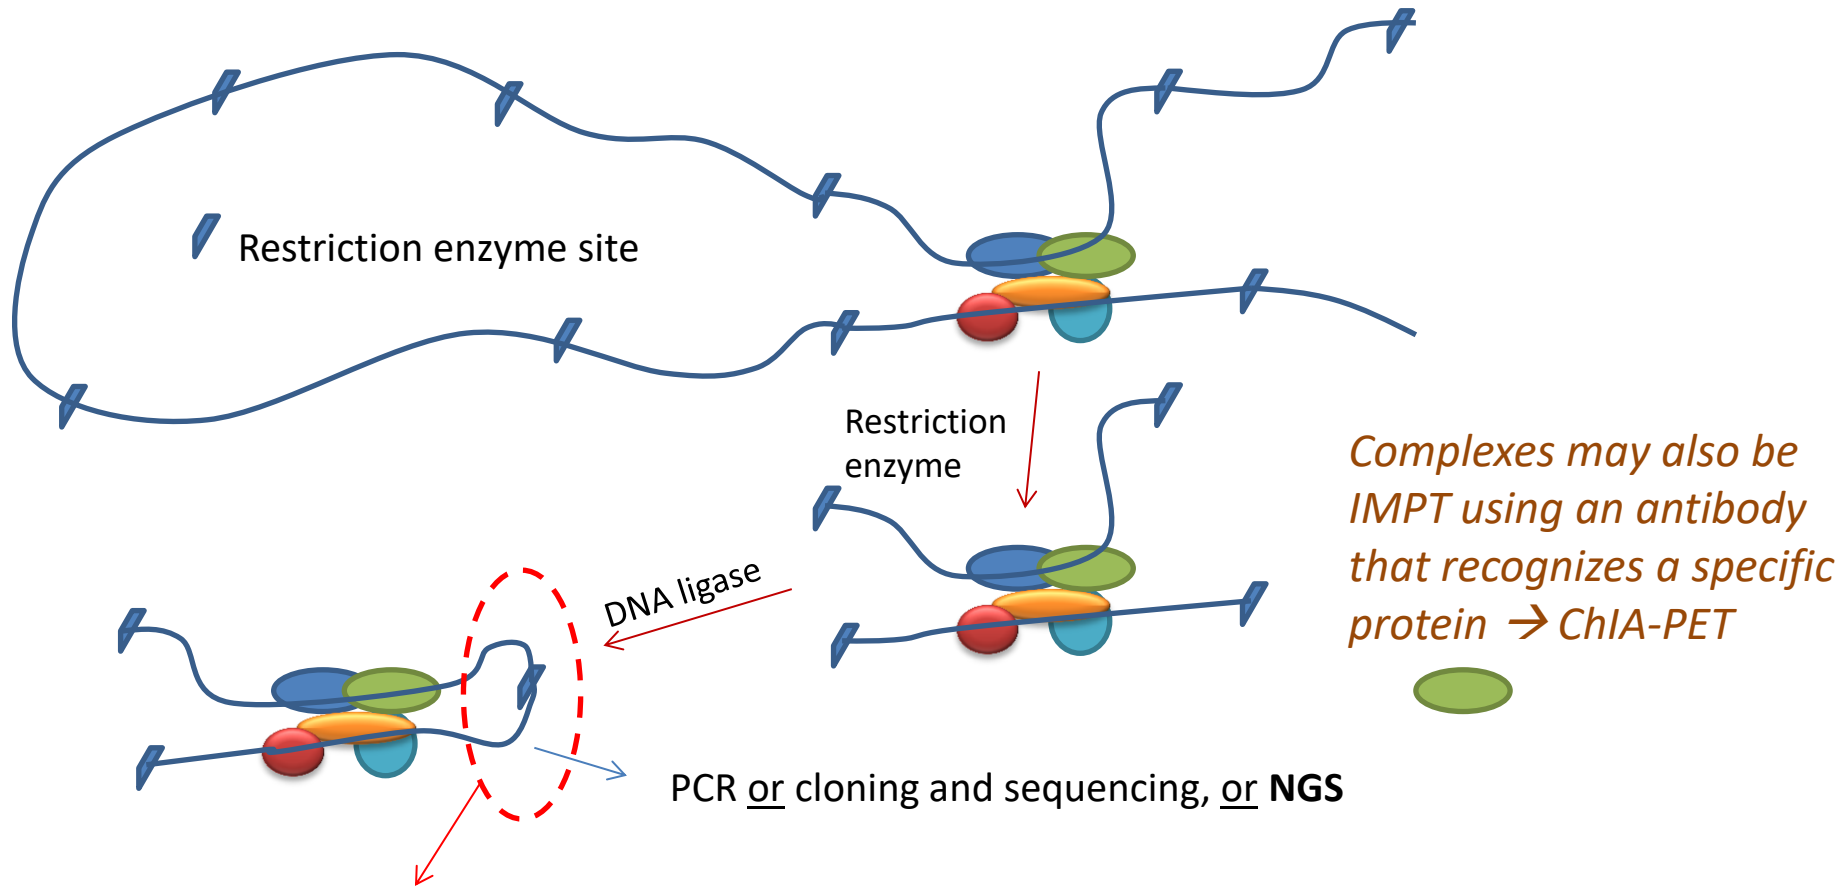 Restriction enzyme site
Restriction
enzyme
Complexes may also be
IMPT using an antibody
that recognizes a specific
protein → ChIA-PET
DNA ligase
PCR or cloning and sequencing, or NGS